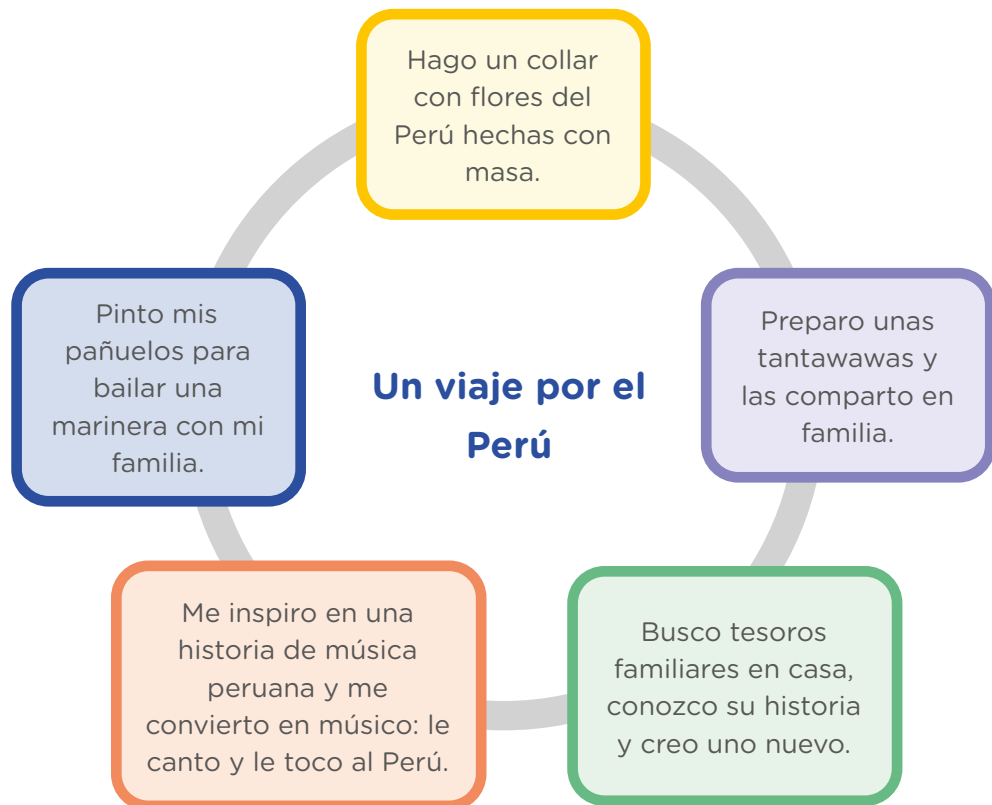 Hago un collar
con flores del
Perú hechas con
masa.
Pinto mis
pañuelos para
bailar una
marinera con mi
familia.
Un viaje por el
Perú
Preparo unas
tantawawas y
las comparto en
familia.
Me inspiro en una
historia de música
peruana y me
convierto en músico: le
canto y le toco al Perú.
Busco tesoros
familiares en casa,
conozco su historia
y creo uno nuevo.